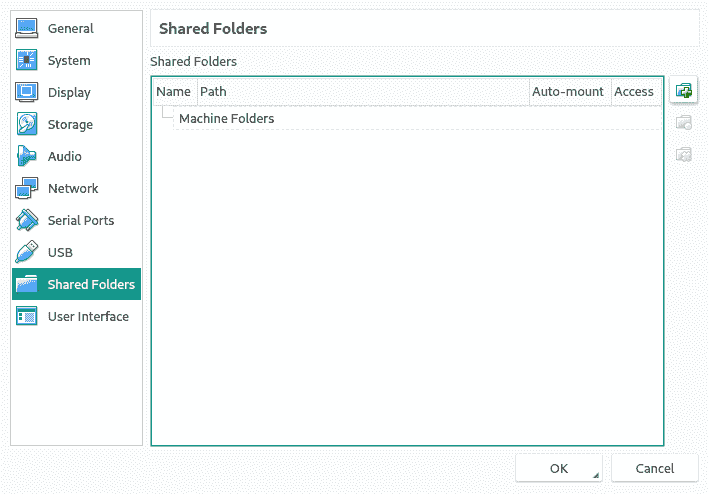 General
System
Display
Storage
Audio
Network
Serial Ports
USB
Shared Folders
User Interface
Shared Folders
Shared Folders
Name Path Auto-mount Access
Machine Folders
OK Cancel